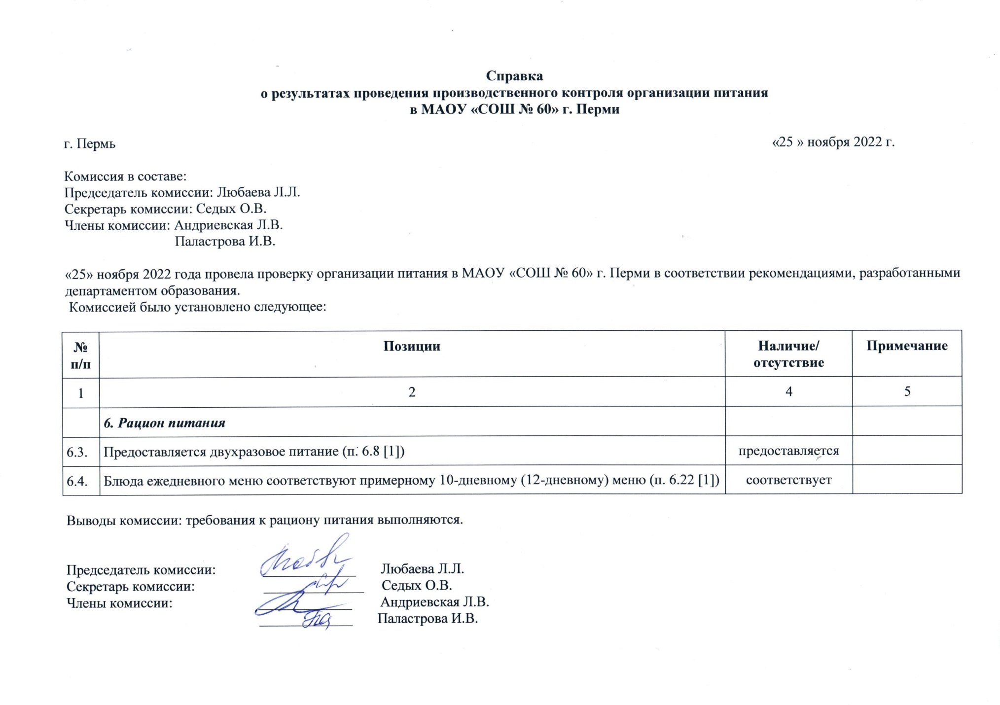 Справка
о результатах проведения производственного контроля организации питания
в МАОУ «СОШ № 60» г. Перми
г. Пермь «25 » ноября 2022 г.
Комиссия в составе:
Председатель комиссии: Любаева Л.Л.
Секретарь комиссии: Седых О.В.
Члены комиссии: Андриевская Л.В.
Паластрова И.В.
«25» ноября 2022 года провела проверку организации питания в МАОУ «СОШ № 60» г. Перми в соответствии рекомендациями, разработанными
департаментом образования.
Комиссией было установлено следующее:
№ п/п Позиции Наличие/ отсутствие Примечание
1 2 4 5
6. Рацион питания
6.3. Предоставляется двухразовое питание (п. 6.8 [1]) предоставляется
6.4. Блюда ежедневного меню соответствуют примерному 10-дневному (12-дневному) меню (п. 6.22 [1]) соответствует
Выводы комиссии: требования к рациону питания выполняются.
Председатель комиссии: Любаева Л.Л.
Секретарь комиссии: Седых О.В.
Члены комиссии: Андриевская Л.В.
Паластрова И.В.